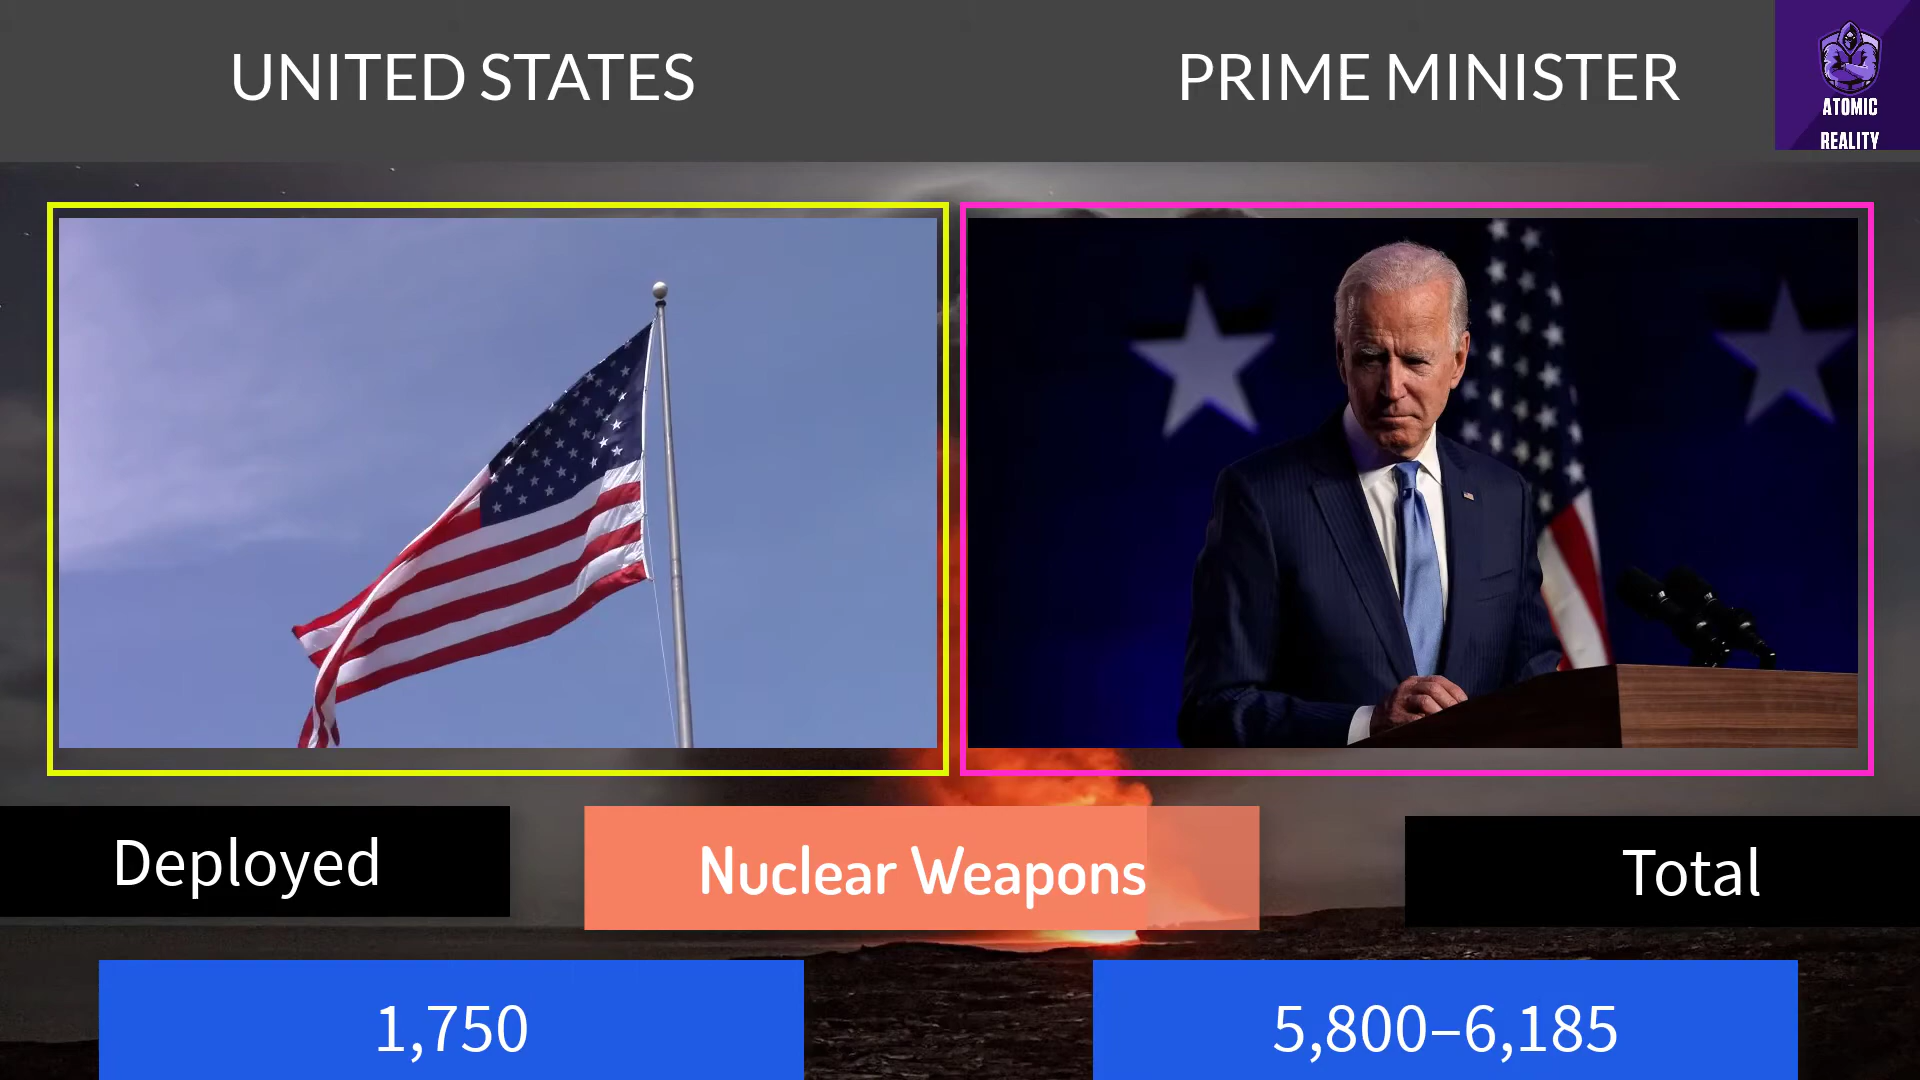 UNITED STATES
PRIME MINISTER
ATOMIC
REALITY
Deployed
Nuclear Weapons
Total
1,750
5,800–6,185